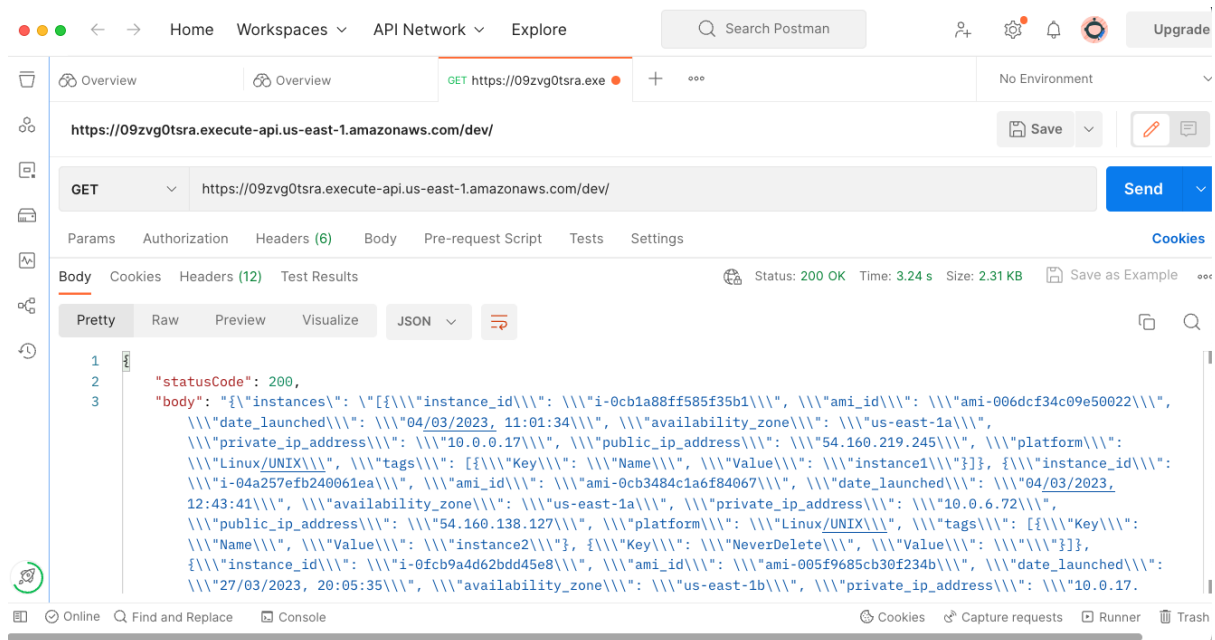 Home Workspaces API Network Explore Search Postman Upgrade
Overview Overview GET https://09zvg0tsra.exe No Environment
https://09zvg0tsra.execute-api.us-east-1.amazonaws.com/dev/ Save
GET https://09zvg0tsra.execute-api.us-east-1.amazonaws.com/dev/ Send
Params Authorization Headers (6) Body Pre-request Script Tests Settings Cookies
Body Cookies Headers (12) Test Results Status: 200 OK Time: 3.24 s Size: 2.31 KB Save as Example
Pretty Raw Preview Visualize JSON
1 {
2 "statusCode": 200,
3 "body": "{\"instances\": \"[{\\\"instance_id\\\": \\\"i-0cb1a88ff585f35b1\\\", \\\"ami_id\\\": \\\"ami-006dcf34c09e50022\\\",
\\\"date_launched\\\": \\\"04/03/2023, 11:01:34\\\", \\\"availability_zone\\\": \\\"us-east-1a\\\",
\\\"private_ip_address\\\": \\\"10.0.0.17\\\", \\\"public_ip_address\\\": \\\"54.160.219.245\\\", \\\"platform\\\":
\\\"Linux/UNIX\\\", \\\"tags\\\": [{\\\"Key\\\": \\\"Name\\\", \\\"Value\\\": \\\"instance1\\\"}]}, {\\\"instance_id\\\":
\\\"i-04a257efb240061ea\\\", \\\"ami_id\\\": \\\"ami-0cb3484c1a6f84067\\\", \\\"date_launched\\\": \\\"04/03/2023,
12:43:41\\\", \\\"availability_zone\\\": \\\"us-east-1a\\\", \\\"private_ip_address\\\": \\\"10.0.6.72\\\",
\\\"public_ip_address\\\": \\\"54.160.138.127\\\", \\\"platform\\\": \\\"Linux/UNIX\\\", \\\"tags\\\": [{\\\"Key\\\":
\\\"Name\\\", \\\"Value\\\": \\\"instance2\\\"}, {\\\"Key\\\": \\\"NeverDelete\\\", \\\"Value\\\": \\\"\\\"}]},
{\\\"instance_id\\\": \\\"i-0fcb9a4d62bdd45e8\\\", \\\"ami_id\\\": \\\"ami-005f9685cb30f234b\\\", \\\"date_launched\\\":
\\\"27/03/2023, 20:05:35\\\", \\\"availability_zone\\\": \\\"us-east-1b\\\", \\\"private_ip_address\\\": \\\"10.0.17.
Online Find and Replace Console Cookies Capture requests Runner Trash